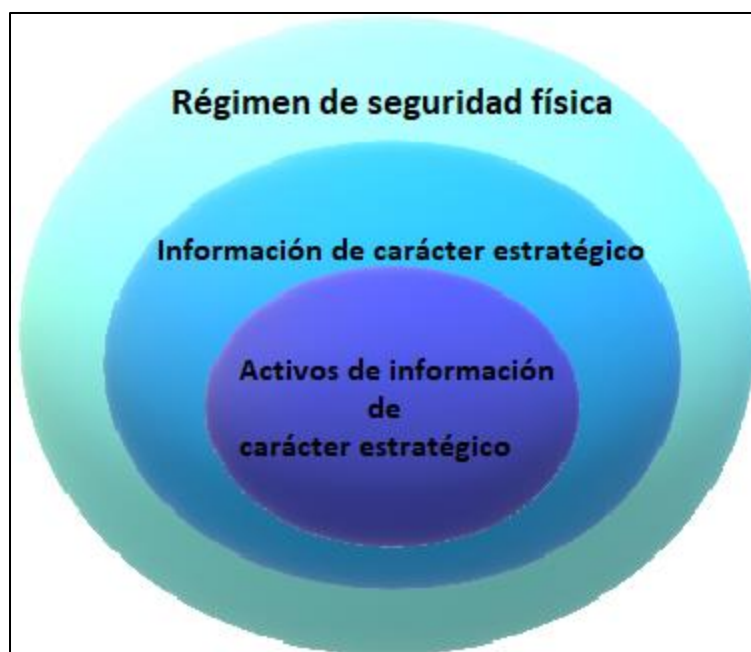 Régimen de seguridad física
Información de carácter estratégico
Activos de información
de
carácter estratégico